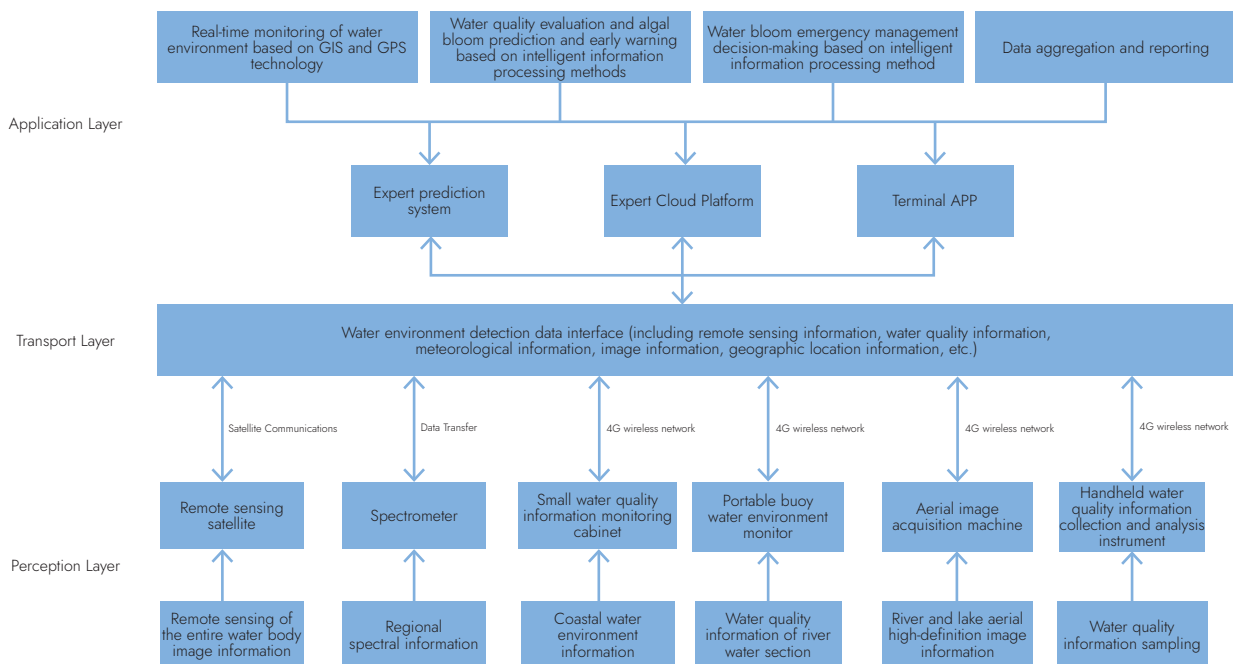 Real-time monitoring of water
environment based on GIS and GPS
technology
Water quality evaluation and algal
bloom prediction and early warning
based on intelligent information
processing methods
Water bloom emergency management
decision-making based on intelligent
information processing method
Data aggregation and reporting
Application Layer
Expert prediction
system
Expert Cloud Platform
Terminal APP
Transport Layer
Water environment detection data interface (including remote sensing information, water quality information,
meteorological information, image information, geographic location information, etc.)
Satellite Communications
Data Transfer
4G wireless network
4G wireless network
4G wireless network
4G wireless network
Remote sensing
satellite
Spectrometer
Small water quality
information monitoring
cabinet
Portable buoy
water environment
monitor
Aerial image
acquisition machine
Handheld water
quality information
collection and analysis
instrument
Perception Layer
Remote sensing of
the entire water body
image information
Regional
spectral information
Coastal water
environment
information
Water quality
information of river
water section
River and lake aerial
high-definition image
information
Water quality
information sampling